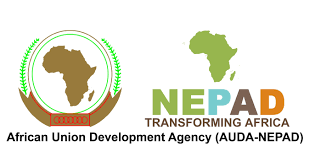 NEPAD
TRANSFORMING AFRICA
African Union Development Agency (AUDA-NEPAD)